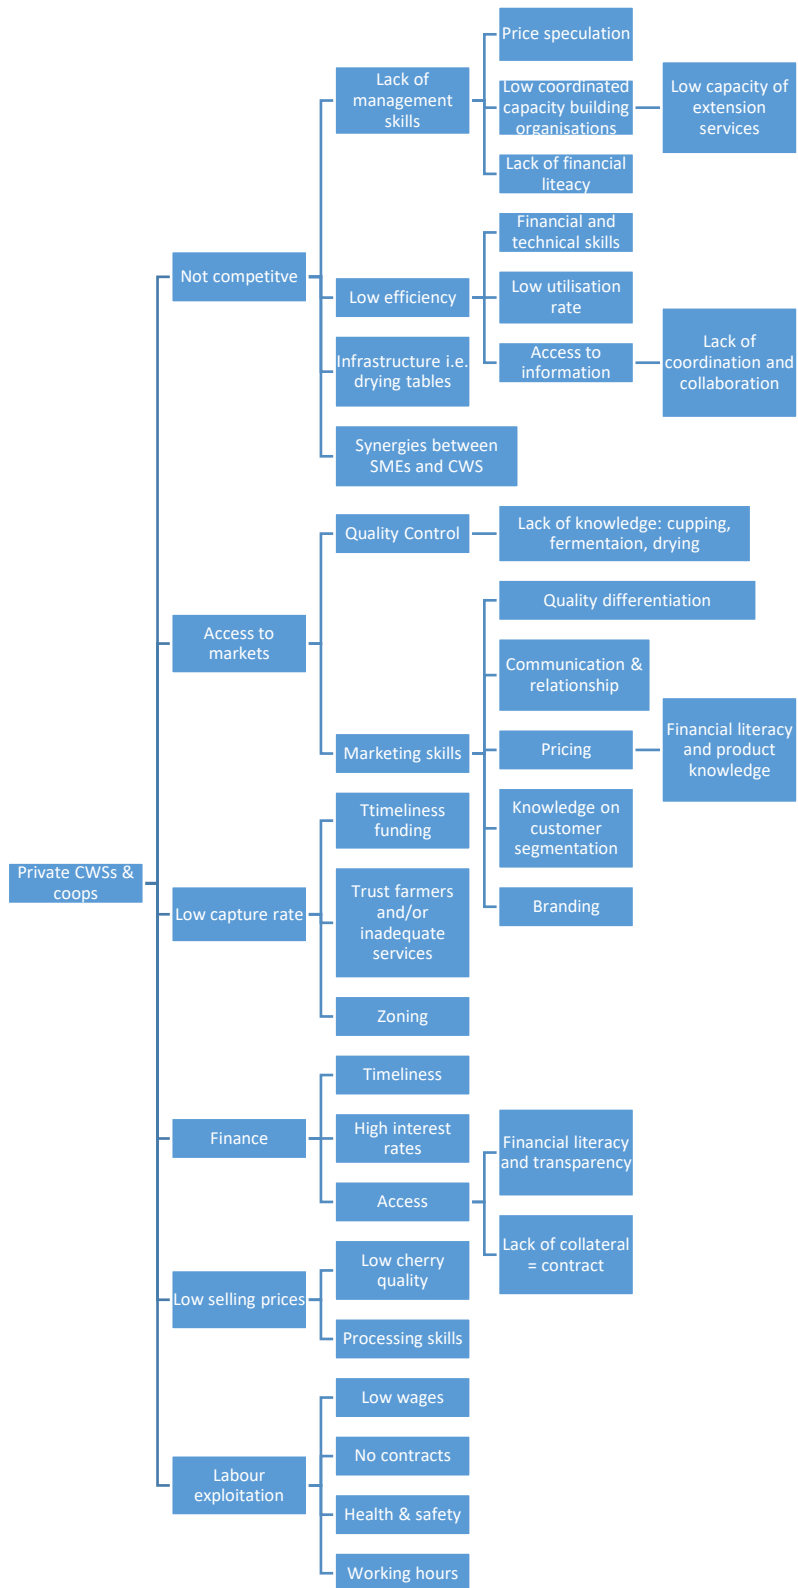 Private CWSs &
coops
Not competitve
Lack of
management
skills
Price speculation
Low coordinated
capacity building
organisations
Low capacity of
extension
services
Lack of financial
liteacy
Low efficiency
Financial and
technical skills
Low utilisation
rate
Access to
information
Lack of
coordination and
collaboration
Infrastructure i.e.
drying tables
Synergies between
SMEs and CWS
Access to
markets
Quality Control
Lack of knowledge: cupping,
fermentaion, drying
Marketing skills
Quality differentiation
Communication &
relationship
Pricing
Financial literacy
and product
knowledge
Knowledge on
customer
segmentation
Branding
Low capture rate
Ttimeliness
funding
Trust farmers
and/or
inadequate
services
Zoning
Finance
Timeliness
High interest
rates
Access
Financial literacy
and transparency
Lack of collateral
= contract
Low selling prices
Low cherry
quality
Processing skills
Labour
exploitation
Low wages
No contracts
Health & safety
Working hours